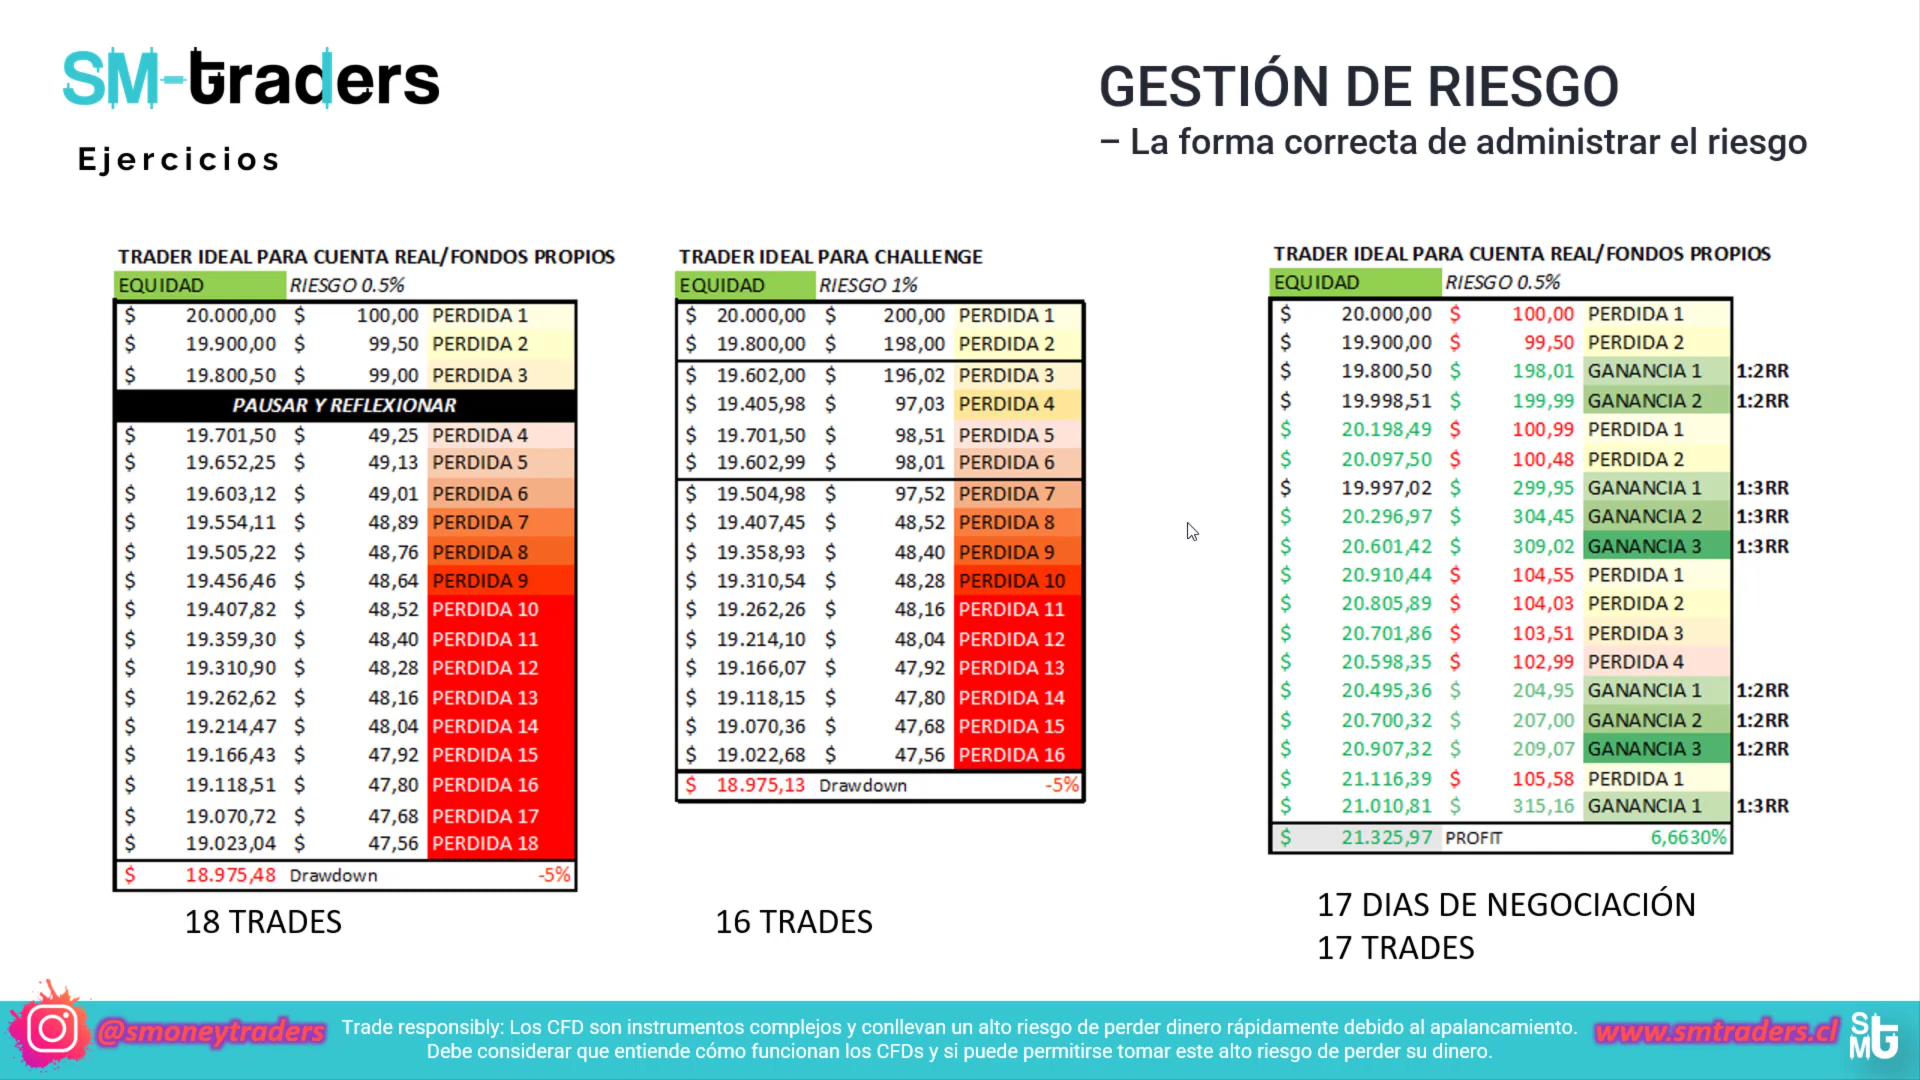 SM-traders
Ejercicios
GESTIÓN DE RIESGO
– La forma correcta de administrar el riesgo
TRADER IDEAL PARA CUENTA REAL/FONDOS PROPIOS
EQUIDAD RIESGO 0.5%
$ 20.000,00 $ 100,00 PERDIDA 1
$ 19.900,00 $ 99,50 PERDIDA 2
$ 19.800,50 $ 99,00 PERDIDA 3
PAUSAR Y REFLEXIONAR
$ 19.701,50 $ 49,25 PERDIDA 4
$ 19.652,25 $ 49,13 PERDIDA 5
$ 19.603,12 $ 49,01 PERDIDA 6
$ 19.554,11 $ 48,89 PERDIDA 7
$ 19.505,22 $ 48,76 PERDIDA 8
$ 19.456,46 $ 48,64 PERDIDA 9
$ 19.407,82 $ 48,52 PERDIDA 10
$ 19.359,30 $ 48,40 PERDIDA 11
$ 19.310,90 $ 48,28 PERDIDA 12
$ 19.262,62 $ 48,16 PERDIDA 13
$ 19.214,47 $ 48,04 PERDIDA 14
$ 19.166,43 $ 47,92 PERDIDA 15
$ 19.118,51 $ 47,80 PERDIDA 16
$ 19.070,72 $ 47,68 PERDIDA 17
$ 19.023,04 $ 47,56 PERDIDA 18
$ 18.975,48 Drawdown -5%
18 TRADES
TRADER IDEAL PARA CHALLENGE
EQUIDAD RIESGO 1%
$ 20.000,00 $ 200,00 PERDIDA 1
$ 19.800,00 $ 198,00 PERDIDA 2
$ 19.602,00 $ 196,02 PERDIDA 3
$ 19.405,98 $ 97,03 PERDIDA 4
$ 19.701,50 $ 98,51 PERDIDA 5
$ 19.602,99 $ 98,01 PERDIDA 6
$ 19.504,98 $ 97,52 PERDIDA 7
$ 19.407,45 $ 48,52 PERDIDA 8
$ 19.358,93 $ 48,40 PERDIDA 9
$ 19.310,54 $ 48,28 PERDIDA 10
$ 19.262,26 $ 48,16 PERDIDA 11
$ 19.214,10 $ 48,04 PERDIDA 12
$ 19.166,07 $ 47,92 PERDIDA 13
$ 19.118,15 $ 47,80 PERDIDA 14
$ 19.070,36 $ 47,68 PERDIDA 15
$ 19.022,68 $ 47,56 PERDIDA 16
$ 18.975,13 Drawdown -5%
16 TRADES
TRADER IDEAL PARA CUENTA REAL/FONDOS PROPIOS
EQUIDAD RIESGO 0.5%
$ 20.000,00 $ 100,00 PERDIDA 1
$ 19.900,00 $ 99,50 PERDIDA 2
$ 19.800,50 $ 198,01 GANANCIA 1 1:2RR
$ 19.998,51 $ 199,99 GANANCIA 2 1:2RR
$ 20.198,49 $ 100,99 PERDIDA 1
$ 20.097,50 $ 100,48 PERDIDA 2
$ 19.997,02 $ 299,95 GANANCIA 1 1:3RR
$ 20.296,97 $ 304,45 GANANCIA 2 1:3RR
$ 20.601,42 $ 309,02 GANANCIA 3 1:3RR
$ 20.910,44 $ 104,55 PERDIDA 1
$ 20.805,89 $ 104,03 PERDIDA 2
$ 20.701,86 $ 103,51 PERDIDA 3
$ 20.598,35 $ 102,99 PERDIDA 4
$ 20.495,36 $ 204,95 GANANCIA 1 1:2RR
$ 20.700,32 $ 207,00 GANANCIA 2 1:2RR
$ 20.907,32 $ 209,07 GANANCIA 3 1:2RR
$ 21.116,39 $ 105,58 PERDIDA 1
$ 21.010,81 $ 315,16 GANANCIA 1 1:3RR
$ 21.325,97 PROFIT 6,6630%
17 DIAS DE NEGOCIACIÓN
17 TRADES
@smoneytraders
Trade responsibly: Los CFD son instrumentos complejos y conllevan un alto riesgo de perder dinero rápidamente debido al apalancamiento.
Debe considerar que entiende cómo funcionan los CFDs y si puede permitirse tomar este alto riesgo de perder su dinero.
www.smtraders.cl
SMt